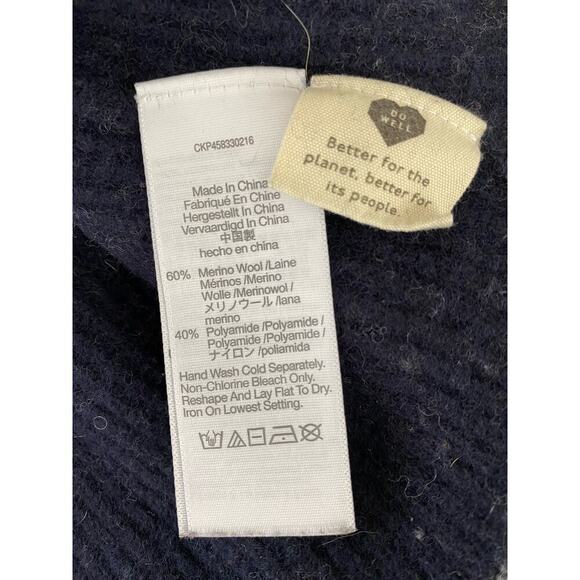 CKP458330216
Made In China
Fabriqué En Chine
Hergestellt In China
Vervaardigd In China
中国製
hecho en china
60% Merino Wool /Laine
Mérinos /Merino
Wolle /Merinowol /
メリノウール /lana
merino
40% Polyamide /Polyamide /
Polyamide /Polyamide /
ナイロン /poliamida
Hand Wash Cold Separately.
Non-Chlorine Bleach Only.
Reshape And Lay Flat To Dry.
Iron On Lowest Setting.
DO
WELL
Better for the
planet, better for
its people.